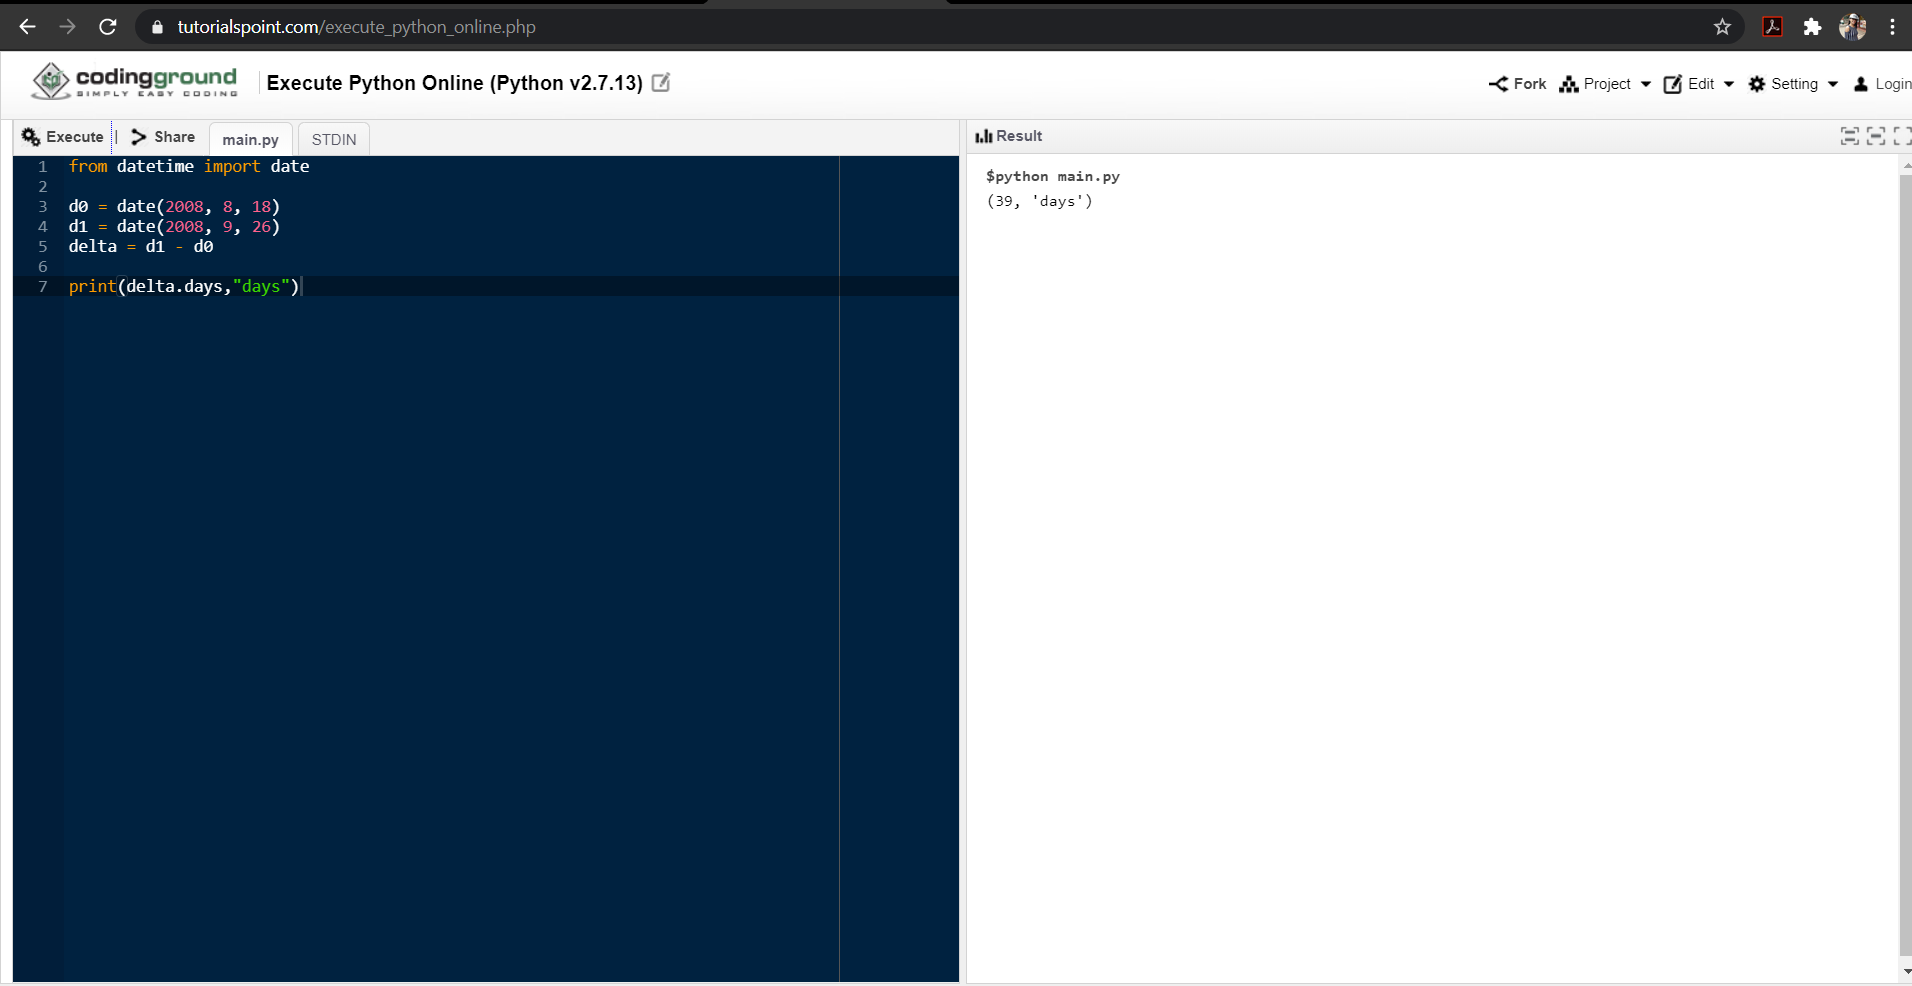 tutorialspoint.com/execute_python_online.php
codingground
SIMPLY EASY CODING
Execute Python Online (Python v2.7.13)
Fork Project Edit Setting Login
Execute | Share main.py STDIN
Result
1 from datetime import date
2
3 d0 = date(2008, 8, 18)
4 d1 = date(2008, 9, 26)
5 delta = d1 - d0
6
7 print(delta.days,"days")
$python main.py
(39, 'days')